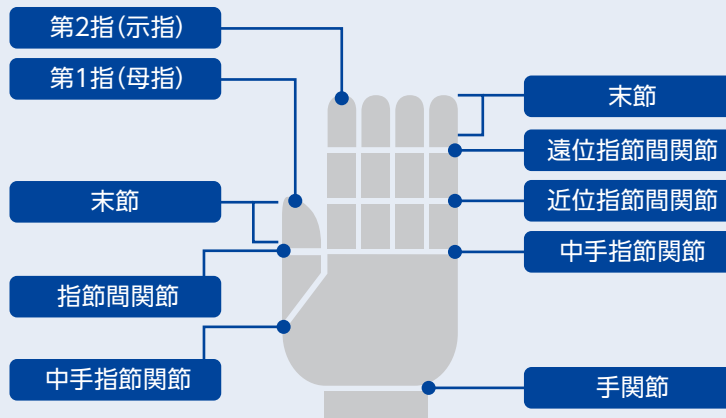 第2指(示指)
第1指(母指)
末節
指節間関節
中手指節関節
末節
遠位指節間関節
近位指節間関節
中手指節関節
手関節